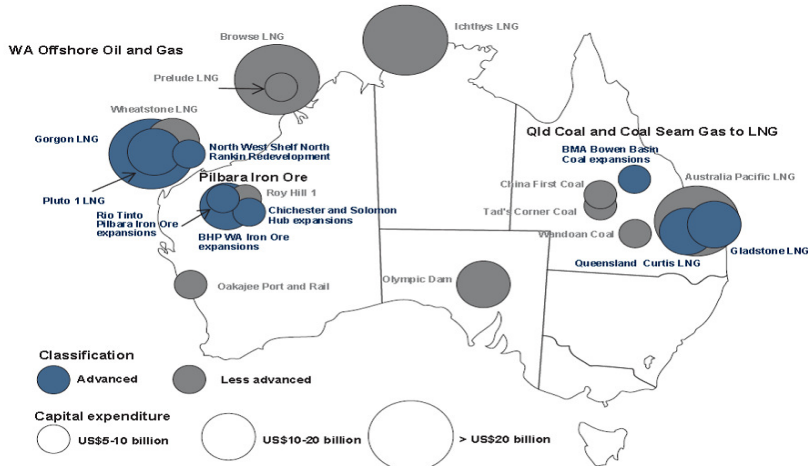 Ichthys LNG
Browse LNG
WA Offshore Oil and Gas
Prelude LNG
Wheatstone LNG
Gorgon LNG
North West Shelf North
Rankin Redevelopment
Pluto 1 LNG
Pilbara Iron Ore
Roy Hill 1
Rio Tinto
Pilbara Iron Ore
expansions
Chichester and Solomon
Hub expansions
BHP WA Iron Ore
expansions
Oakajee Port and Rail
Olympic Dam
Qld Coal and Coal Seam Gas to LNG
BMA Bowen Basin
Coal expansions
China First Coal
Australia Pacific LNG
Tad's Corner Coal
Wandoan Coal
Gladstone LNG
Queensland Curtis LNG
Classification
Advanced
Less advanced
Capital expenditure
US$5-10 billion
US$10-20 billion
> US$20 billion